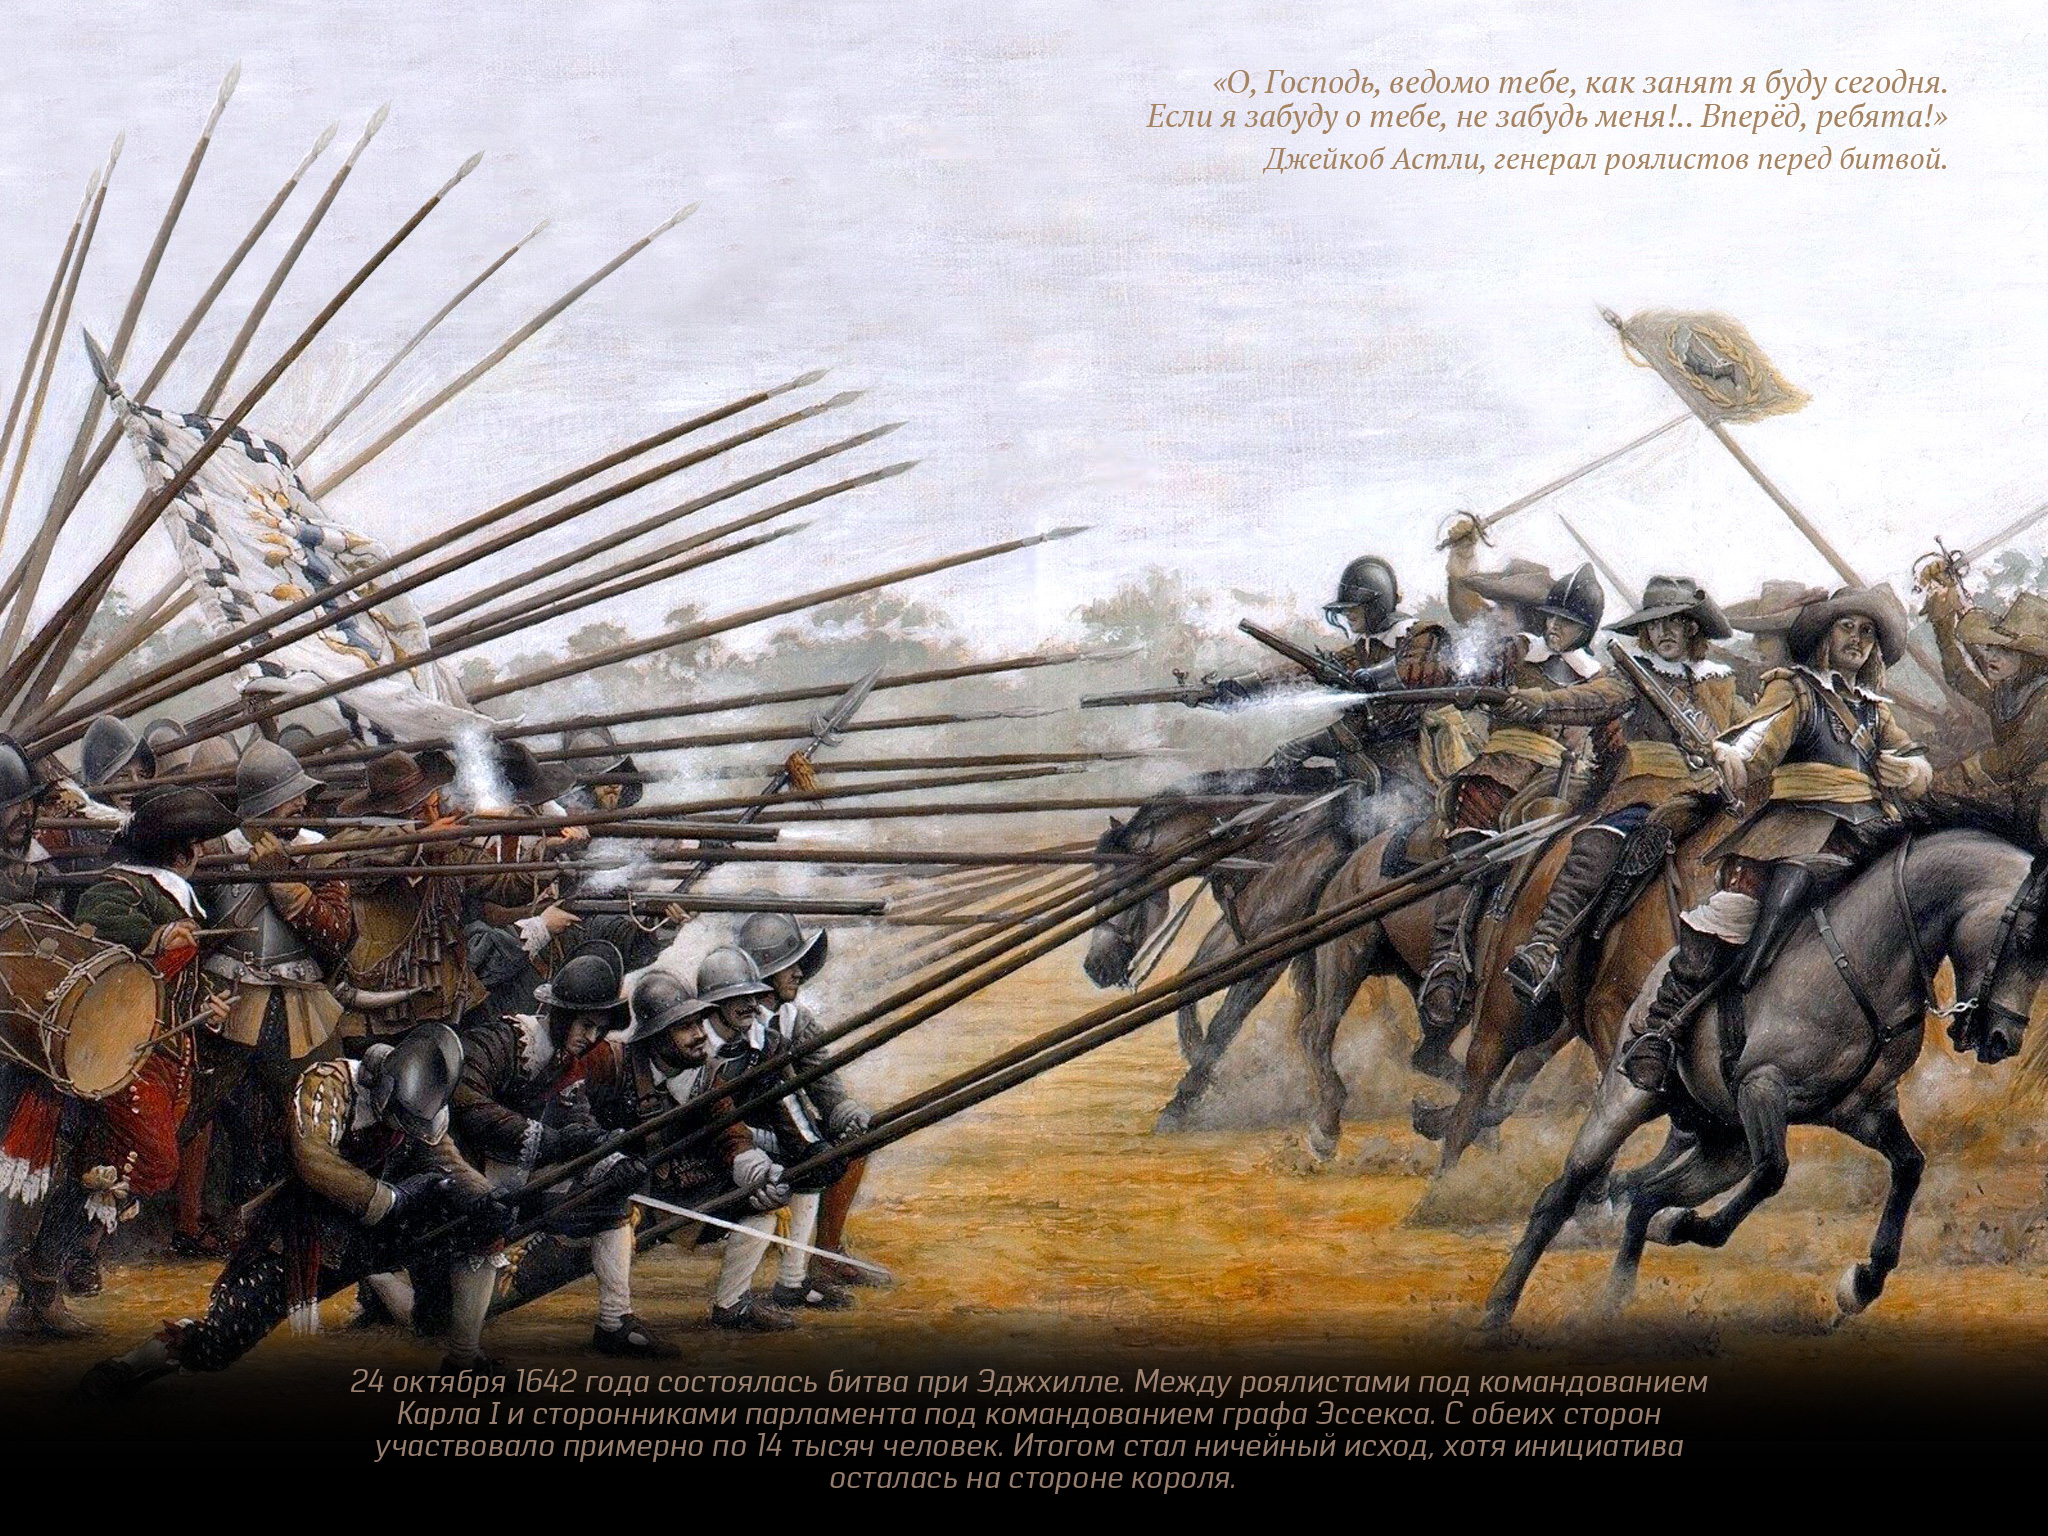 «О, Господь, ведомо тебе, как занят я буду сегодня.
Если я забуду о тебе, не забудь меня!.. Вперёд, ребята!»
Джейкоб Астли, генерал роялистов перед битвой.
24 октября 1642 года состоялась битва при Эджхилле. Между роялистами под командованием
Карла I и сторонниками парламента под командованием графа Эссекса. С обеих сторон
участвовало примерно по 14 тысяч человек. Итогом стал ничейный исход, хотя инициатива
осталась на стороне короля.